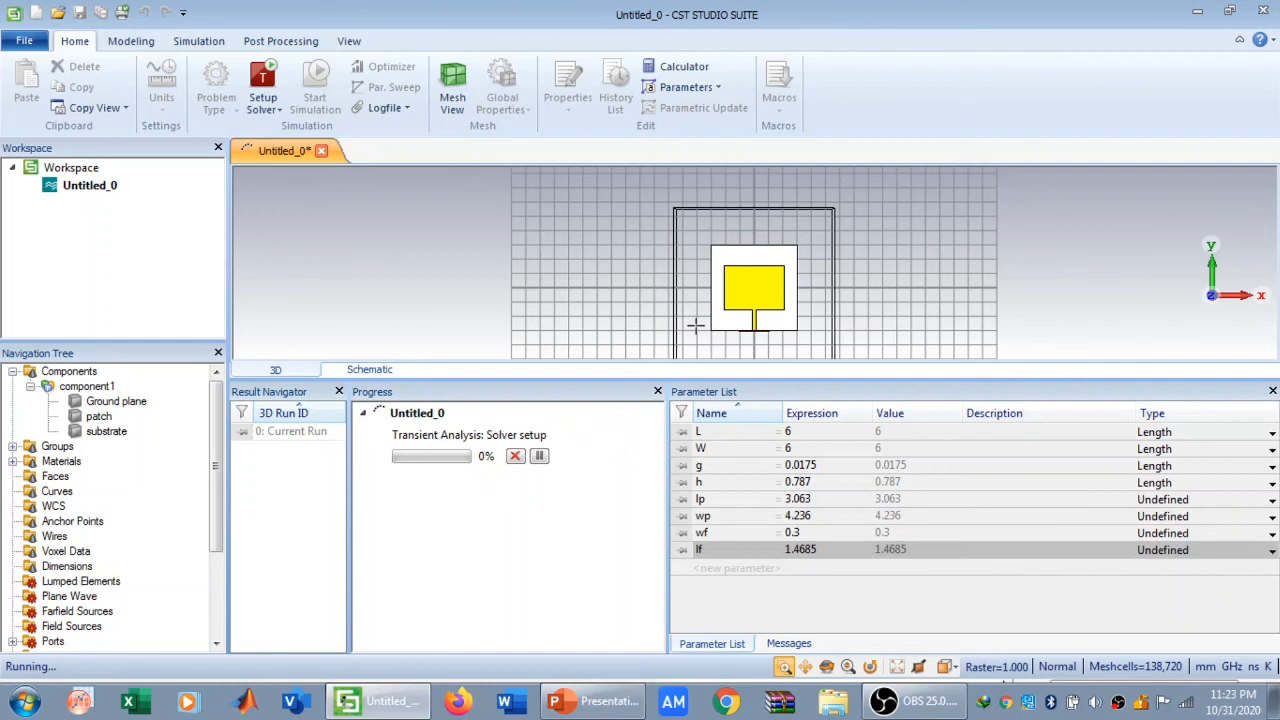 Untitled_0 - CST STUDIO SUITE
File Home Modeling Simulation Post Processing View
Paste
Delete
Copy
Copy View
Clipboard
Units
Settings
Problem Type
Setup Solver
Start Simulation
Optimizer
Par. Sweep
Logfile
Simulation
Mesh View
Global Properties
Mesh
Properties
History List
Calculator
Parameters
Parametric Update
Edit
Macros
Macros
Workspace
Workspace
Untitled_0
Untitled_0*
y
x
z
3D Schematic
Navigation Tree
Components
component1
Ground plane
patch
substrate
Groups
Materials
Faces
Curves
WCS
Anchor Points
Wires
Voxel Data
Dimensions
Lumped Elements
Plane Wave
Farfield Sources
Field Sources
Ports
Result Navigator
3D Run ID
0: Current Run
Progress
Untitled_0
Transient Analysis: Solver setup
0%
Parameter List
Name Expression Value Description Type
L = 6 6 Length
W = 6 6 Length
g = 0.0175 0.0175 Length
h = 0.787 0.787 Length
lp = 3.063 3.063 Undefined
wp = 4.236 4.236 Undefined
wf = 0.3 0.3 Undefined
lf = 1.4685 1.4685 Undefined
<new parameter>
Parameter List Messages
Running... Raster=1.000 Normal Meshcells=138,720 mm GHz ns K
Untitled_... Presentati... AM OBS 25.0....
11:23 PM
10/31/2020